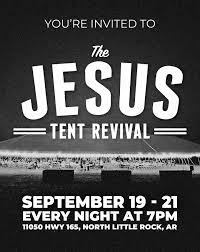 YOU'RE INVITED TO
The
JESUS
TENT REVIVAL
SEPTEMBER 19 - 21
EVERY NIGHT AT 7PM
11050 HWY 165, NORTH LITTLE ROCK, AR